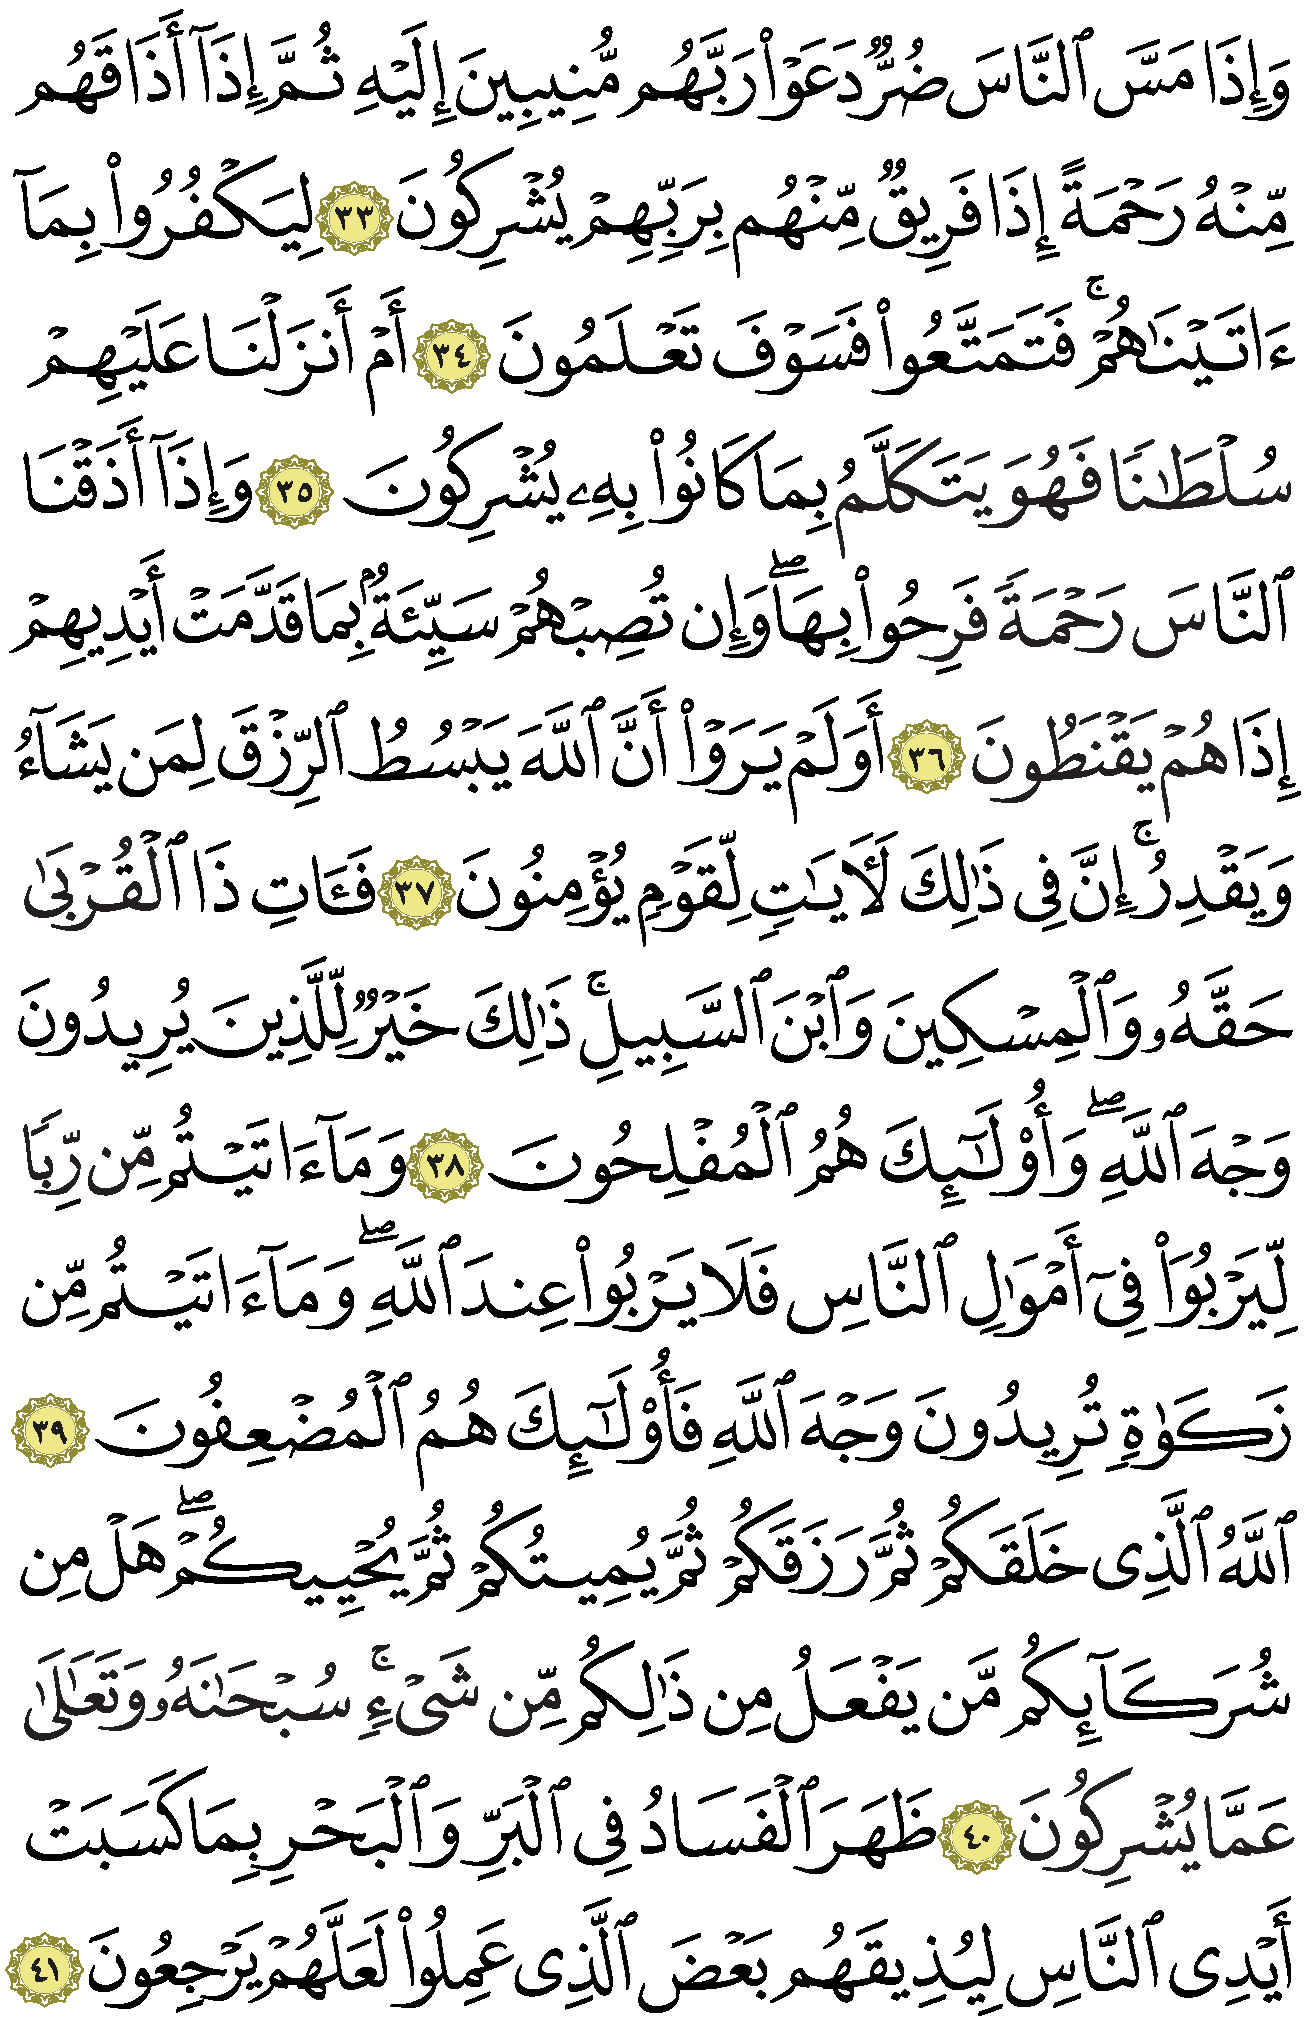 وَإِذَا مَسَّ ٱلنَّاسَ ضُرٌّ دَعَوْا۟ رَبَّهُم مُّنِيبِينَ إِلَيْهِ ثُمَّ إِذَآ أَذَاقَهُم
مِّنْهُ رَحْمَةً إِذَا فَرِيقٌ مِّنْهُم بِرَبِّهِمْ يُشْرِكُونَ ٣٣ لِيَكْفُرُوا۟ بِمَآ
ءَاتَيْنَـٰهُمْ ۚ فَتَمَتَّعُوا۟ فَسَوْفَ تَعْلَمُونَ ٣٤ أَمْ أَنزَلْنَا عَلَيْهِمْ
سُلْطَـٰنًا فَهُوَ يَتَكَلَّمُ بِمَا كَانُوا۟ بِهِۦ يُشْرِكُونَ ٣٥ وَإِذَآ أَذَقْنَا
ٱلنَّاسَ رَحْمَةً فَرِحُوا۟ بِهَا ۖ وَإِن تُصِبْهُمْ سَيِّئَةٌۢ بِمَا قَدَّمَتْ أَيْدِيهِمْ
إِذَا هُمْ يَقْنَطُونَ ٣٦ أَوَلَمْ يَرَوْا۟ أَنَّ ٱللَّهَ يَبْسُطُ ٱلرِّزْقَ لِمَن يَشَآءُ
وَيَقْدِرُ ۚ إِنَّ فِى ذَٰلِكَ لَـَٔايَـٰتٍ لِّقَوْمٍ يُؤْمِنُونَ ٣٧ فَـَٔاتِ ذَا ٱلْقُرْبَىٰ
حَقَّهُۥ وَٱلْمِسْكِينَ وَٱبْنَ ٱلسَّبِيلِ ۚ ذَٰلِكَ خَيْرٌ لِّلَّذِينَ يُرِيدُونَ
وَجْهَ ٱللَّهِ ۖ وَأُو۟لَـٰٓئِكَ هُمُ ٱلْمُفْلِحُونَ ٣٨ وَمَآ ءَاتَيْتُم مِّن رِّبًا
لِّيَرْبُوَا۟ فِىٓ أَمْوَٰلِ ٱلنَّاسِ فَلَا يَرْبُوا۟ عِندَ ٱللَّهِ ۖ وَمَآ ءَاتَيْتُم مِّن
زَكَوٰةٍ تُرِيدُونَ وَجْهَ ٱللَّهِ فَأُو۟لَـٰٓئِكَ هُمُ ٱلْمُضْعِفُونَ ٣٩
ٱللَّهُ ٱلَّذِى خَلَقَكُمْ ثُمَّ رَزَقَكُمْ ثُمَّ يُمِيتُكُمْ ثُمَّ يُحْيِيكُمْ ۖ هَلْ مِن
شُرَكَآئِكُم مَّن يَفْعَلُ مِن ذَٰلِكُم مِّن شَىْءٍ ۚ سُبْحَـٰنَهُۥ وَتَعَـٰلَىٰ
عَمَّا يُشْرِكُونَ ٤٠ ظَهَرَ ٱلْفَسَادُ فِى ٱلْبَرِّ وَٱلْبَحْرِ بِمَا كَسَبَتْ
أَيْدِى ٱلنَّاسِ لِيُذِيقَهُم بَعْضَ ٱلَّذِى عَمِلُوا۟ لَعَلَّهُمْ يَرْجِعُونَ ٤١